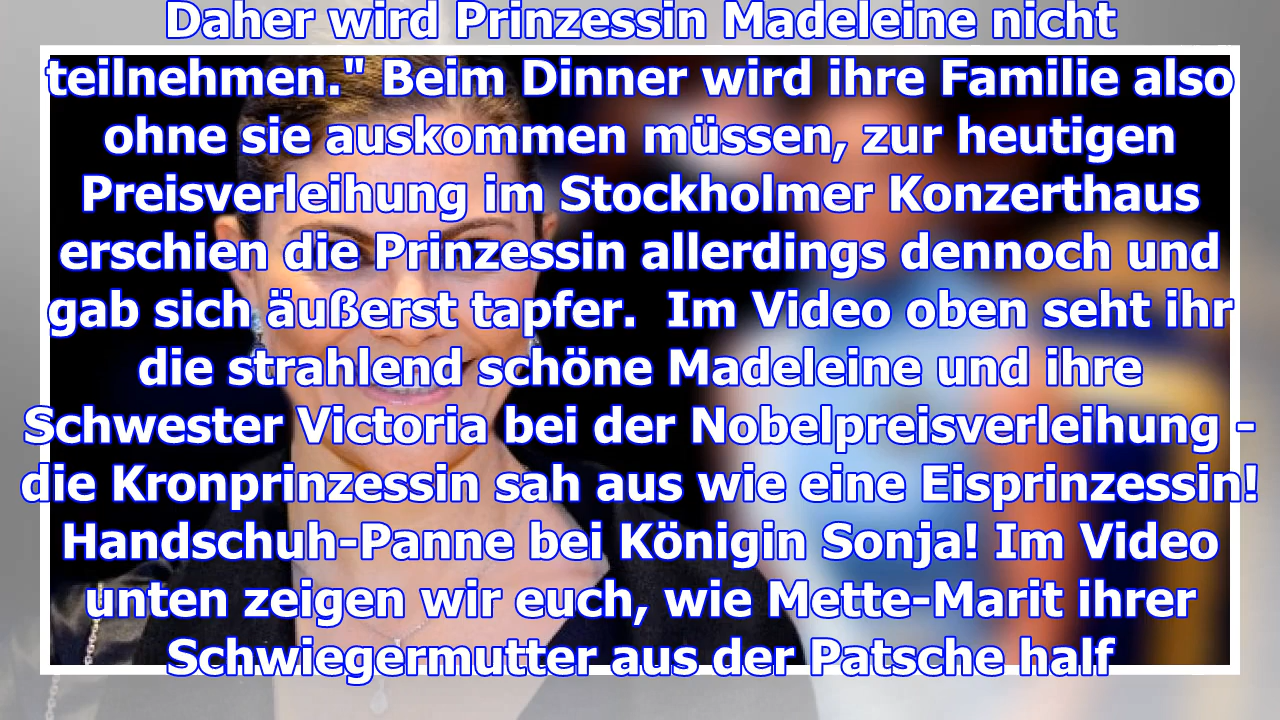 Daher wird Prinzessin Madeleine nicht
teilnehmen." Beim Dinner wird ihre Familie also
ohne sie auskommen müssen, zur heutigen
Preisverleihung im Stockholmer Konzerthaus
erschien die Prinzessin allerdings dennoch und
gab sich äußerst tapfer.  Im Video oben seht ihr
die strahlend schöne Madeleine und ihre
Schwester Victoria bei der Nobelpreisverleihung -
die Kronprinzessin sah aus wie eine Eisprinzessin!
Handschuh-Panne bei Königin Sonja! Im Video
unten zeigen wir euch, wie Mette-Marit ihrer
Schwiegermutter aus der Patsche half